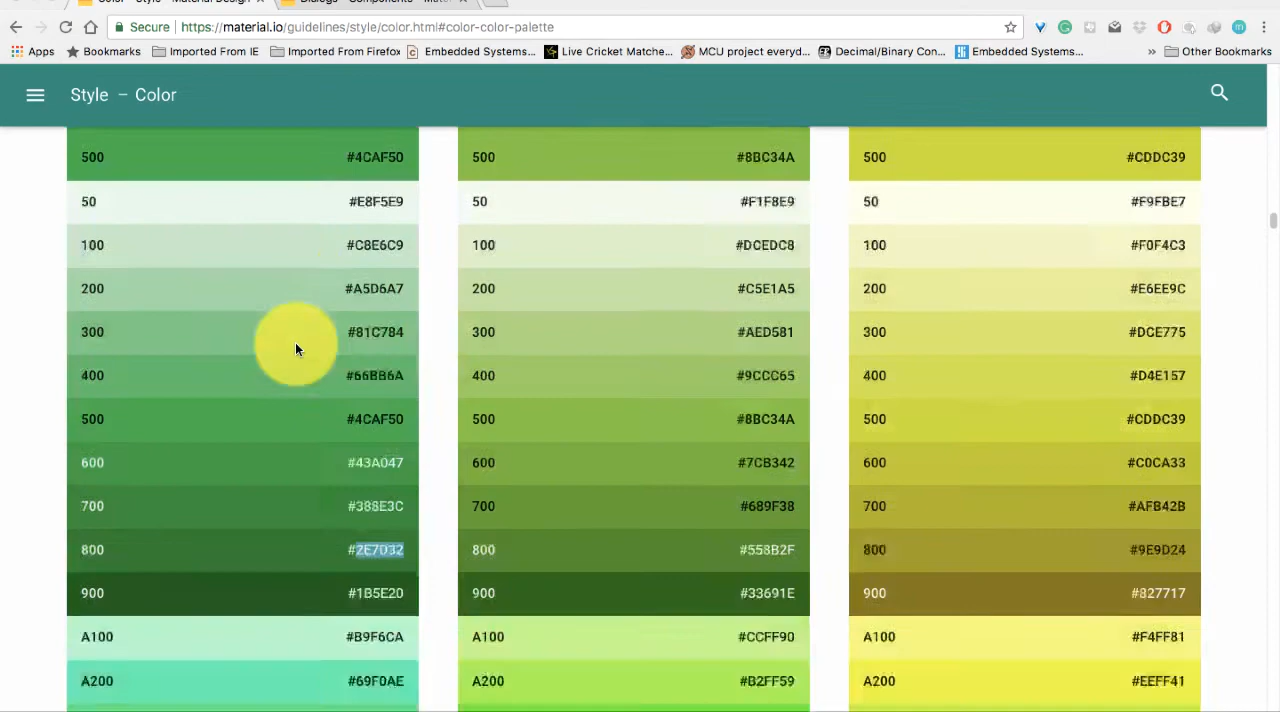 Color – Style – Material Design
Dialogs – Components – M
Secure | https://material.io/guidelines/style/color.html#color-color-palette
Apps Bookmarks Imported From IE Imported From Firefox Embedded Systems... Live Cricket Matche... MCU project everyd... Decimal/Binary Con... Embedded Systems... » Other Bookmarks
Style – Color
500 #4CAF50 500 #8BC34A 500 #CDDC39
50 #E8F5E9 50 #F1F8E9 50 #F9FBE7
100 #C8E6C9 100 #DCEDC8 100 #F0F4C3
200 #A5D6A7 200 #C5E1A5 200 #E6EE9C
300 #81C784 300 #AED581 300 #DCE775
400 #66BB6A 400 #9CCC65 400 #D4E157
500 #4CAF50 500 #8BC34A 500 #CDDC39
600 #43A047 600 #7CB342 600 #C0CA33
700 #388E3C 700 #689F38 700 #AFB42B
800 #2E7D32 800 #558B2F 800 #9E9D24
900 #1B5E20 900 #33691E 900 #827717
A100 #B9F6CA A100 #CCFF90 A100 #F4FF81
A200 #69F0AE A200 #B2FF59 A200 #EEFF41